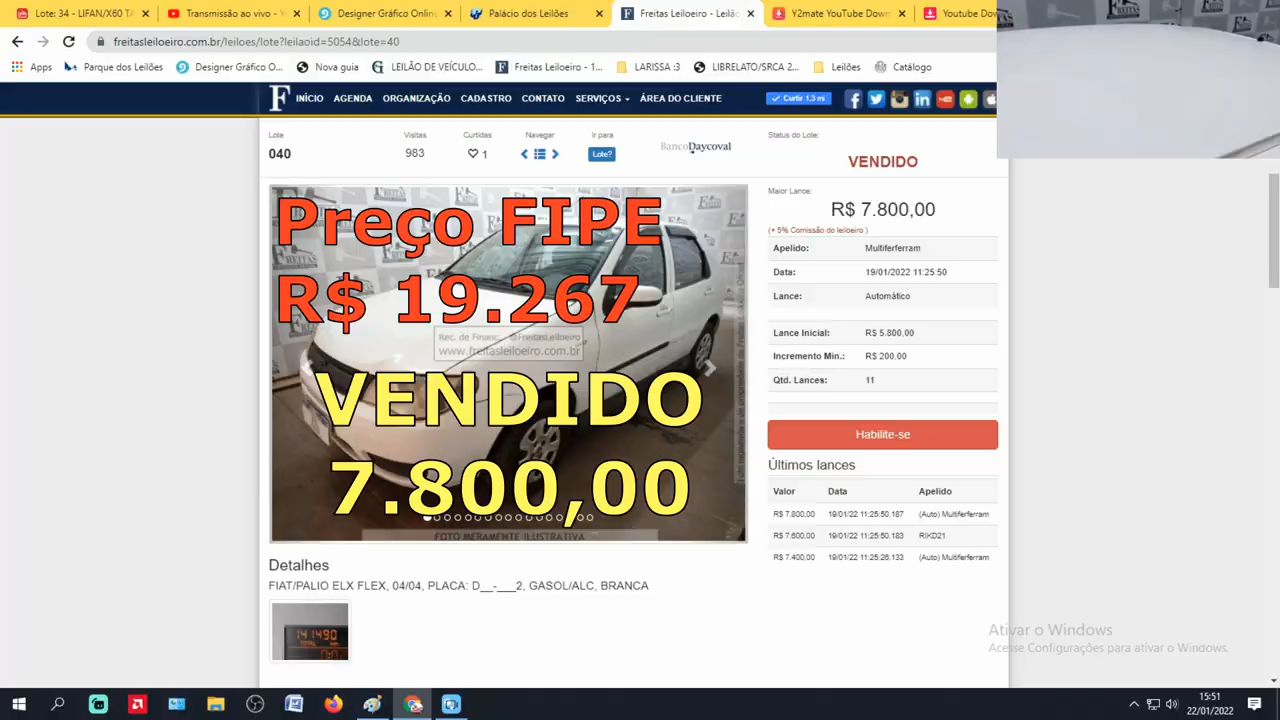 Lote: 34 - LIFAN/X60 TA
Transmissão ao vivo - Y
Designer Gráfico Online
Palácio dos Leilões
Freitas Leiloeiro - Leilã
Y2mate YouTube Down
Youtube Dow
freitasleiloeiro.com.br/leiloes/lote?leilaoid=5054&lote=40
Apps
Parque dos Leilões
Designer Gráfico O...
Nova guia
LEILÃO DE VEÍCULO...
Freitas Leiloeiro - 1...
LARISSA :3
LIBRELATO/SRCA 2...
Leilões
Catálogo
F INÍCIO AGENDA ORGANIZAÇÃO CADASTRO CONTATO SERVIÇOS ÁREA DO CLIENTE
Curtir 1,3 mi
Lote Visitas Curtidas Navegar Ir para
040 983 1 Lote?
BancoDaycoval
Status do Lote:
VENDIDO
Maior Lance:
R$ 7.800,00
(+ 5% Comissão do leiloeiro )
Apelido: Multiferferram
Data: 19/01/2022 11:25:50
Lance: Automático
Lance Inicial: R$ 5.800,00
Incremento Min.: R$ 200,00
Qtd. Lances: 11
Habilite-se
Últimos lances
Valor Data Apelido
R$ 7.800,00 19/01/22 11:25:50.187 (Auto) Multiferferram
R$ 7.600,00 19/01/22 11:25:50.183 RIKD21
R$ 7.400,00 19/01/22 11:25:26.133 (Auto) Multiferferram
Preço FIPE
R$ 19.267
Rec. de Financ. ©FreitasLeiloeiro
www.freitasleiloeiro.com.br
VENDIDO
7.800,00
FOTO MERAMENTE ILUSTRATIVA
Detalhes
FIAT/PALIO ELX FLEX, 04/04, PLACA: D__-___2, GASOL/ALC, BRANCA
141490
TOTAL
Ativar o Windows
Acesse Configurações para ativar o Windows.
15:51
22/01/2022